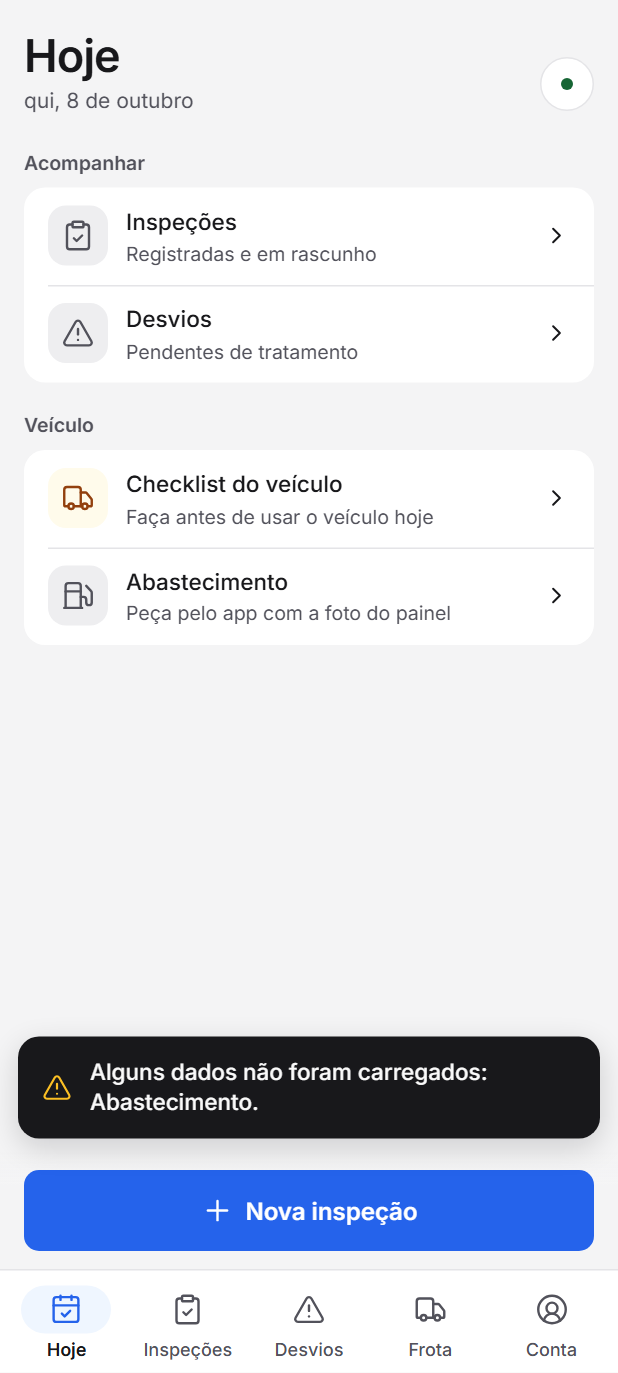 Hoje
qui, 8 de outubro
Acompanhar
Inspeções
Registradas e em rascunho
Desvios
Pendentes de tratamento
Veículo
Checklist do veículo
Faça antes de usar o veículo hoje
Abastecimento
Peça pelo app com a foto do painel
Alguns dados não foram carregados:
Abastecimento.
Nova inspeção
Hoje
Inspeções
Desvios
Frota
Conta